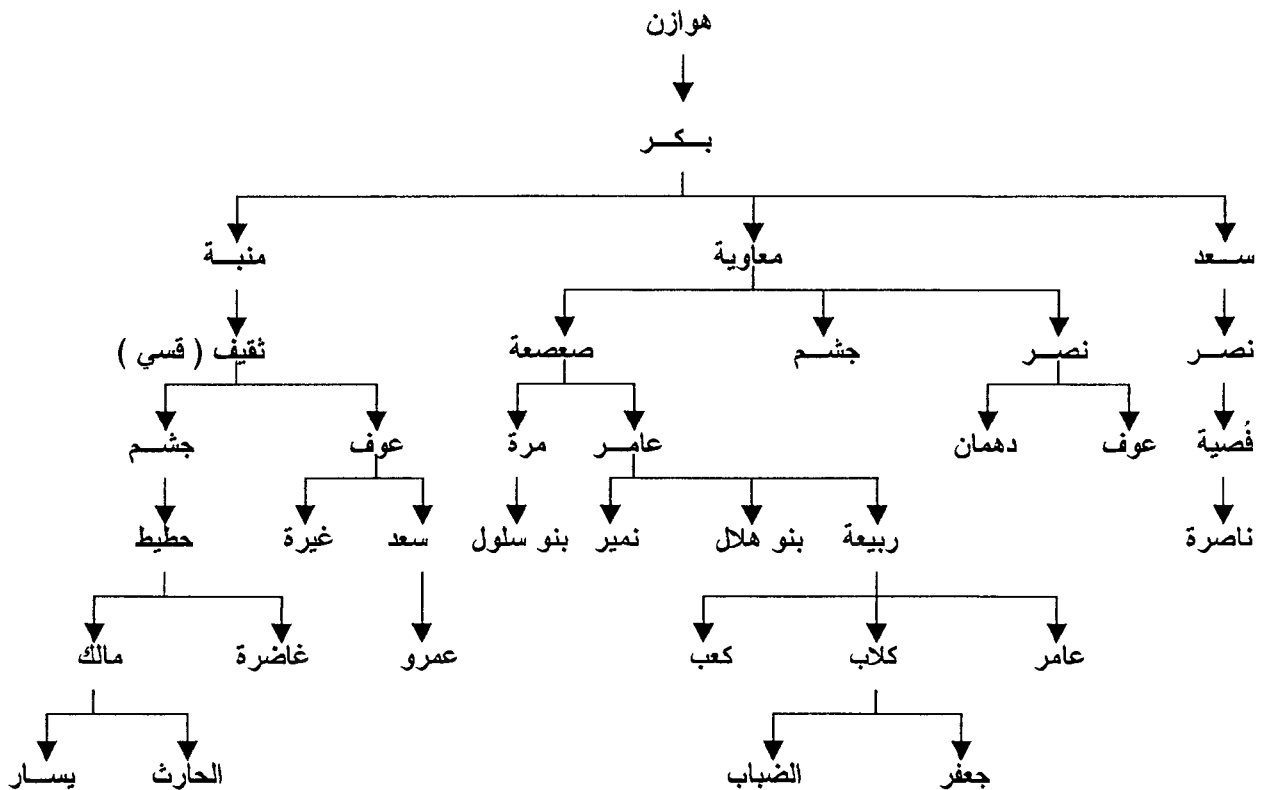 هوازن
بكر
سعد معاوية منبة
نصر نصر جشم صعصعة ثقيف ( قسي )
فُصية عوف دهمان عامر مرة عوف جشم
ناصرة ربيعة بنو هلال نمير بنو سلول سعد غيرة حطيط
عامر كلاب كعب عمرو غاضرة مالك
جعفر الضباب الحارث يسار